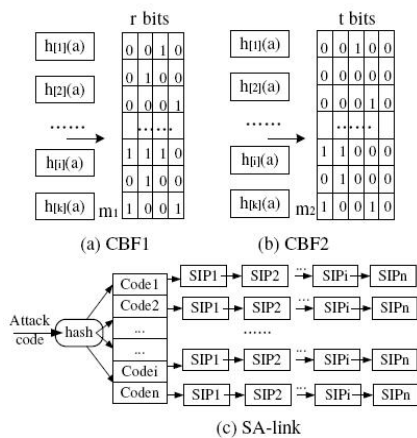 r bits
h[1](a)
h[2](a)
......
h[i](a)
h[k](a)
m1
0 0 1 0
0 1 0 0
0 0 0 1
......
1 1 1 0
0 1 0 0
1 0 0 1
(a) CBF1
t bits
h[1](a)
h[2](a)
......
h[i](a)
h[k](a)
m2
0 0 1 0 0
0 0 0 0 0
0 0 0 1 0
......
1 1 0 0 0
0 1 0 0 0
1 0 0 1 0
(b) CBF2
Attack
code
hash
Code1 SIP1 SIP2 ... SIPi SIPn
Code2 SIP1 SIP2 ... SIPi SIPn
... ......
... SIP1 SIP2 ... SIPi SIPn
Codei
Coden SIP1 SIP2 ... SIPi SIPn
(c) SA-link